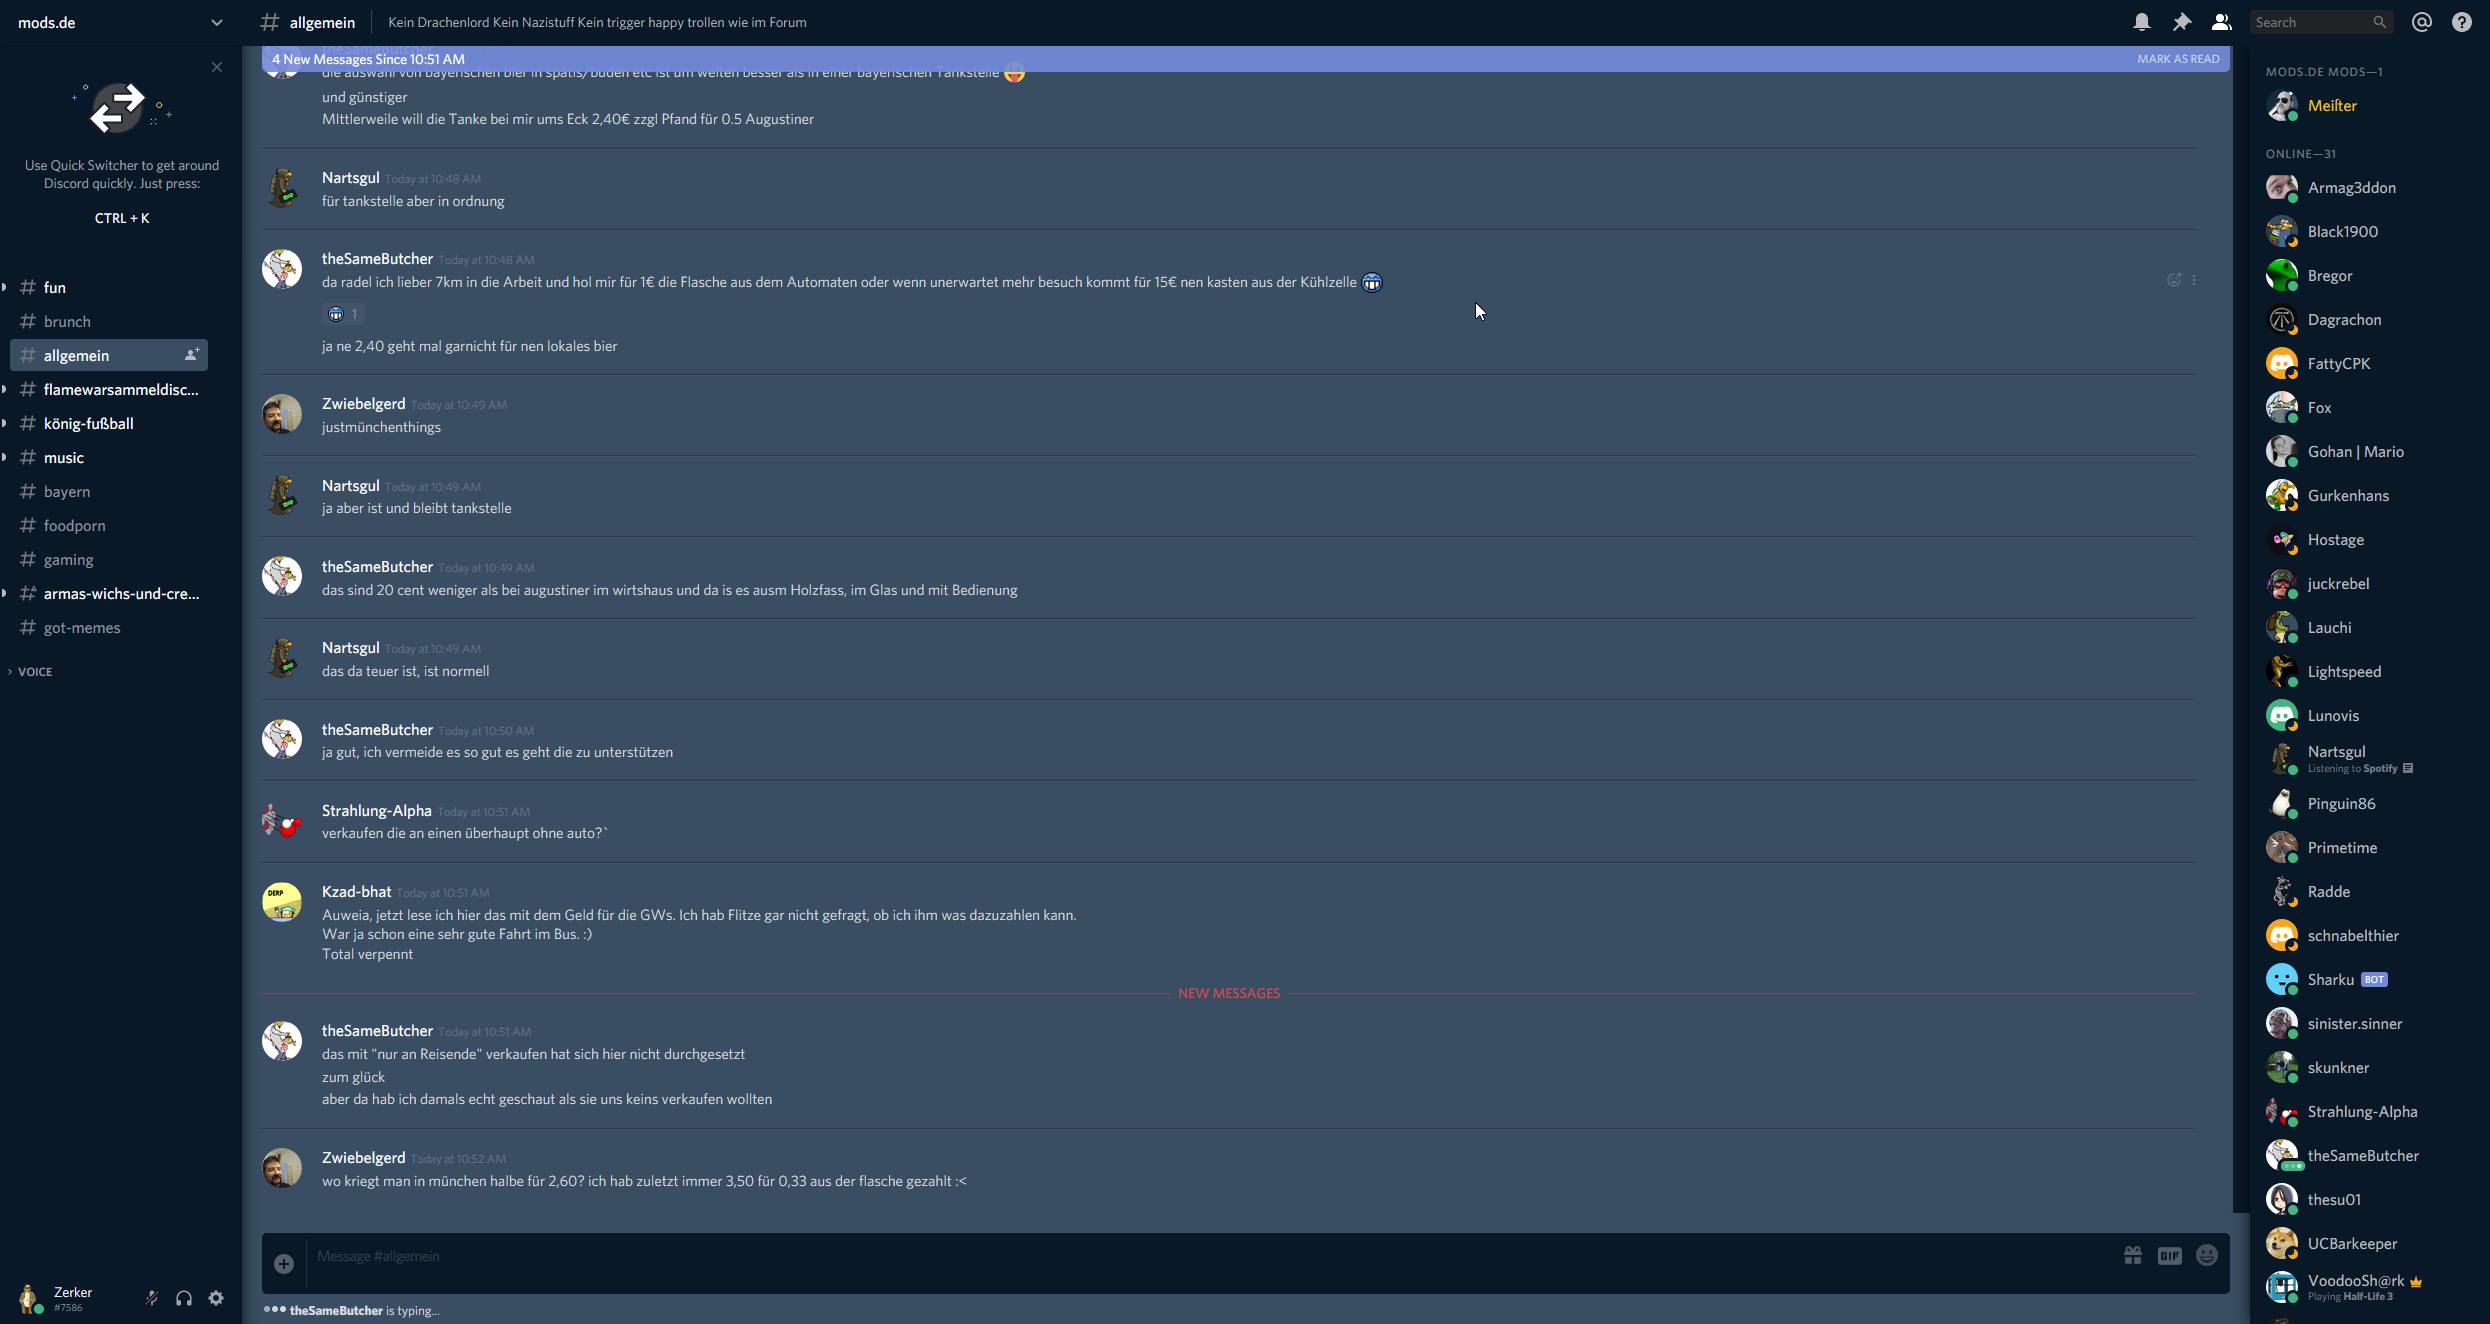 mods.de
allgemein
Kein Drachenlord Kein Nazistuff Kein trigger happy trollen wie im Forum
Search
Use Quick Switcher to get around
Discord quickly. Just press:
CTRL + K
fun
brunch
allgemein
flamewarsammeldisc...
könig-fußball
music
bayern
foodporn
gaming
armas-wichs-und-cre...
got-memes
VOICE
Zerker
#7586
theSameButcher
4 New Messages Since 10:51 AM
MARK AS READ
die auswahl von bayerischen bier in spätis/buden etc ist um welten besser als in einer bayerischen Tankstelle
und günstiger
MIttlerweile will die Tanke bei mir ums Eck 2,40€ zzgl Pfand für 0.5 Augustiner
Nartsgul Today at 10:48 AM
für tankstelle aber in ordnung
theSameButcher Today at 10:48 AM
da radel ich lieber 7km in die Arbeit und hol mir für 1€ die Flasche aus dem Automaten oder wenn unerwartet mehr besuch kommt für 15€ nen kasten aus der Kühlzelle
1
ja ne 2,40 geht mal garnicht für nen lokales bier
Zwiebelgerd Today at 10:49 AM
justmünchenthings
Nartsgul Today at 10:49 AM
ja aber ist und bleibt tankstelle
theSameButcher Today at 10:49 AM
das sind 20 cent weniger als bei augustiner im wirtshaus und da is es ausm Holzfass, im Glas und mit Bedienung
Nartsgul Today at 10:49 AM
das da teuer ist, ist normell
theSameButcher Today at 10:50 AM
ja gut, ich vermeide es so gut es geht die zu unterstützen
Strahlung-Alpha Today at 10:51 AM
verkaufen die an einen überhaupt ohne auto?`
Kzad-bhat Today at 10:51 AM
DERP
Auweia, jetzt lese ich hier das mit dem Geld für die GWs. Ich hab Flitze gar nicht gefragt, ob ich ihm was dazuzahlen kann.
War ja schon eine sehr gute Fahrt im Bus. :)
Total verpennt
NEW MESSAGES
theSameButcher Today at 10:51 AM
das mit "nur an Reisende" verkaufen hat sich hier nicht durchgesetzt
zum glück
aber da hab ich damals echt geschaut als sie uns keins verkaufen wollten
Zwiebelgerd Today at 10:52 AM
wo kriegt man in münchen halbe für 2,60? ich hab zuletzt immer 3,50 für 0,33 aus der flasche gezahlt :<
Message #allgemein
GIF
theSameButcher is typing...
MODS.DE MODS—1
Meiſter
ONLINE—31
Armag3ddon
Black1900
Bregor
Dagrachon
FattyCPK
Fox
Gohan | Mario
Gurkenhans
Hostage
juckrebel
Lauchi
Lightspeed
Lunovis
Nartsgul
Listening to Spotify
Pinguin86
Primetime
Radde
schnabelthier
Sharku BOT
sinister.sinner
skunkner
Strahlung-Alpha
theSameButcher
thesu01
UCBarkeeper
VoodooSh@rk
Playing Half-Life 3